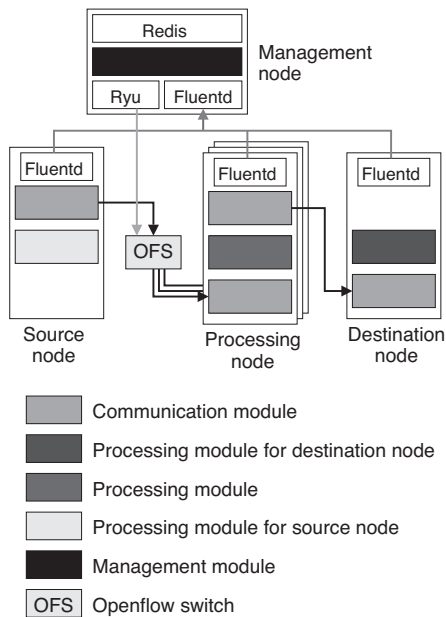 Redis
Management
node
Ryu
Fluentd
Fluentd
Fluentd
Fluentd
OFS
Source
node
Processing
node
Destination
node
Communication module
Processing module for destination node
Processing module
Processing module for source node
Management module
OFS Openflow switch